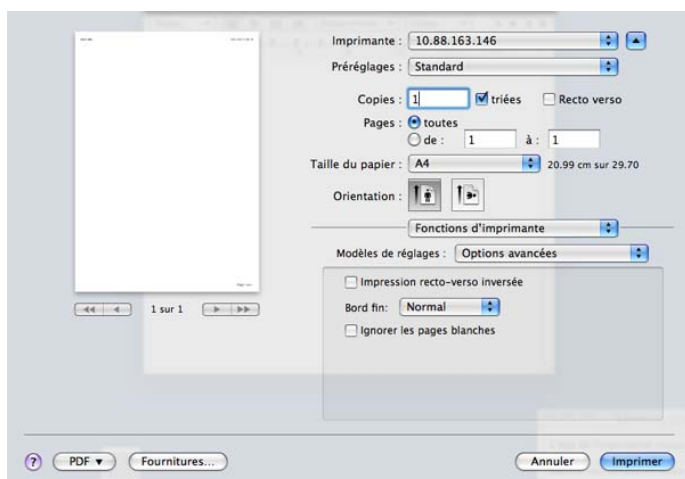 Imprimante : 10.88.163.146
Préréglages : Standard
Copies : 1 triées Recto verso
Pages : toutes
de : 1 à : 1
Taille du papier : A4 20.99 cm sur 29.70
Orientation :
Fonctions d'imprimante
Modèles de réglages : Options avancées
Impression recto-verso inversée
Bord fin: Normal
Ignorer les pages blanches
1 sur 1
? PDF ▼ Fournitures... Annuler Imprimer